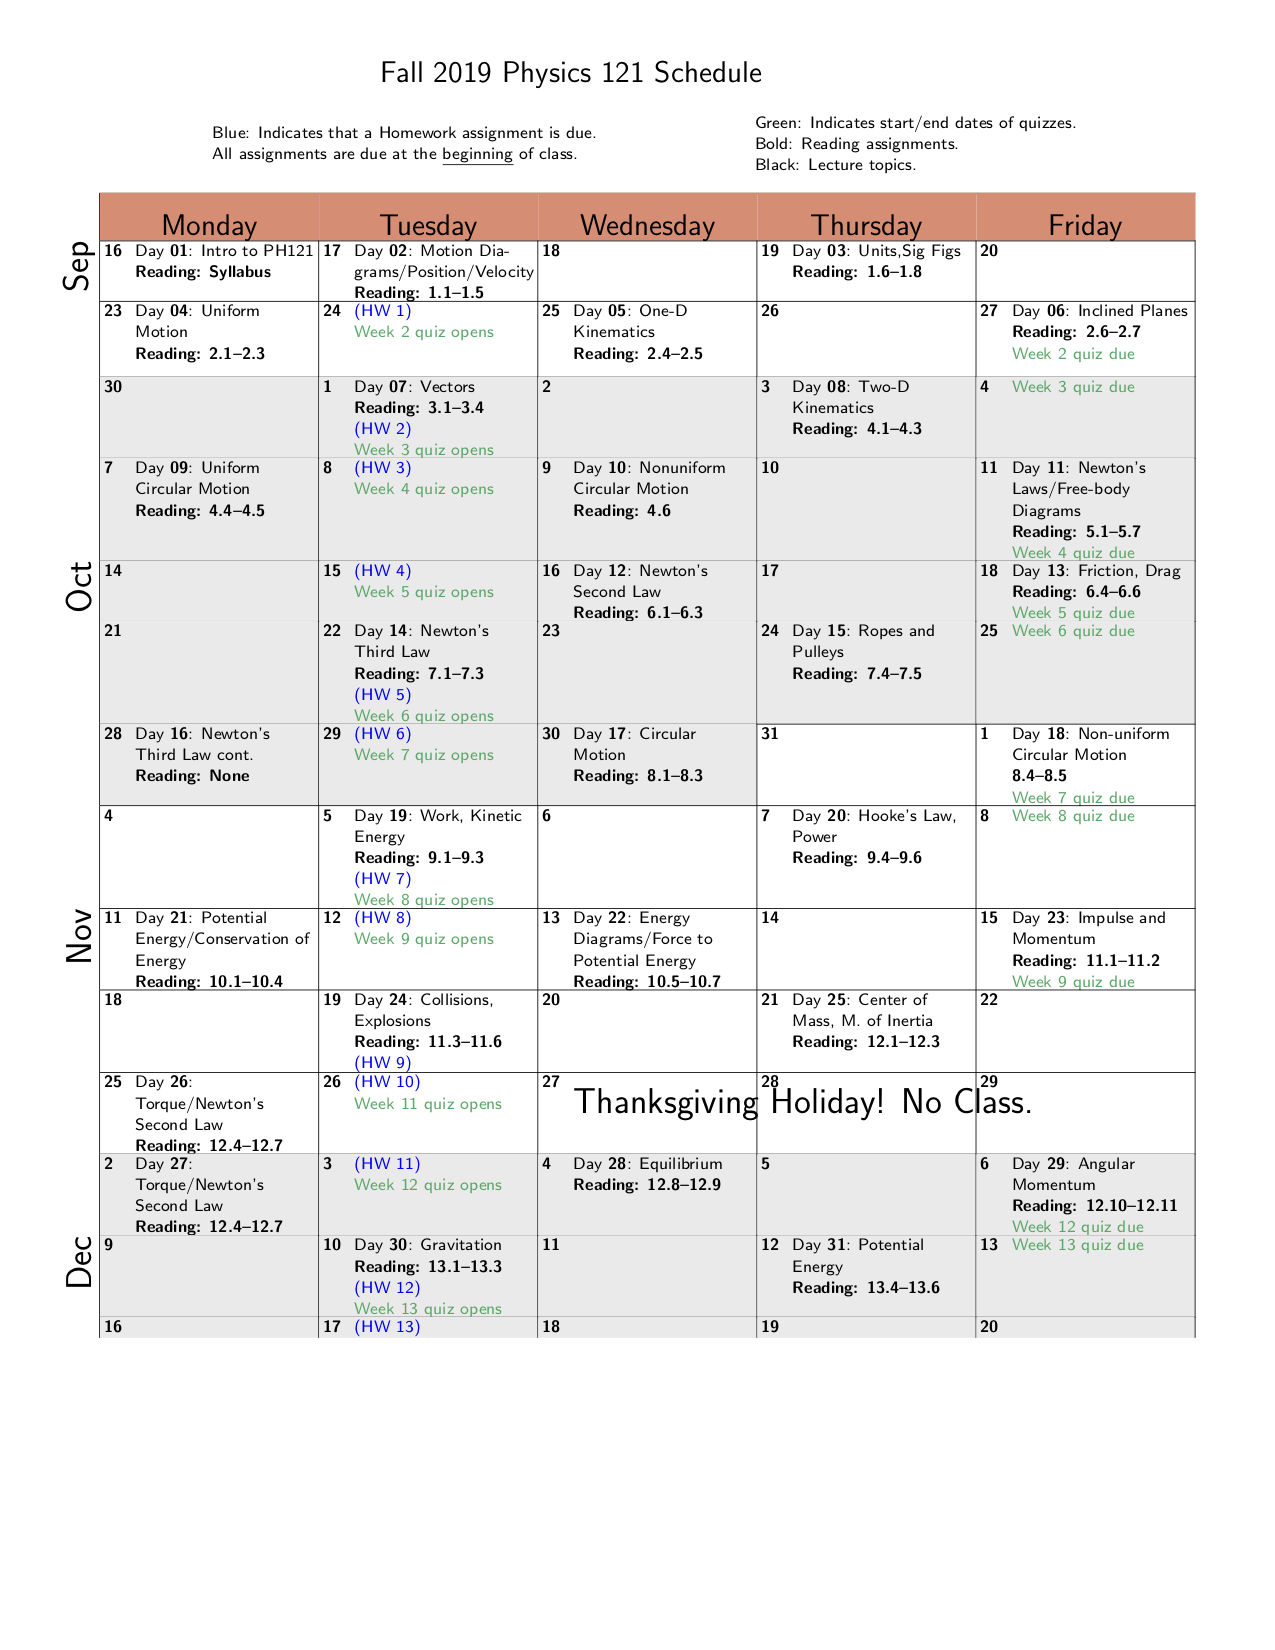 Fall 2019 Physics 121 Schedule
Blue: Indicates that a Homework assignment is due.
All assignments are due at the beginning of class.
Green: Indicates start/end dates of quizzes.
Bold: Reading assignments.
Black: Lecture topics.
Monday
Tuesday
Wednesday
Thursday
Friday
Sep
16 Day 01: Intro to PH121
Reading: Syllabus
17 Day 02: Motion Dia-
grams/Position/Velocity
Reading: 1.1–1.5
18
19 Day 03: Units,Sig Figs
Reading: 1.6–1.8
20
23 Day 04: Uniform
Motion
Reading: 2.1–2.3
24 (HW 1)
Week 2 quiz opens
25 Day 05: One-D
Kinematics
Reading: 2.4–2.5
26
27 Day 06: Inclined Planes
Reading: 2.6–2.7
Week 2 quiz due
30
1 Day 07: Vectors
Reading: 3.1–3.4
(HW 2)
Week 3 quiz opens
2
3 Day 08: Two-D
Kinematics
Reading: 4.1–4.3
4 Week 3 quiz due
7 Day 09: Uniform
Circular Motion
Reading: 4.4–4.5
8 (HW 3)
Week 4 quiz opens
9 Day 10: Nonuniform
Circular Motion
Reading: 4.6
10
11 Day 11: Newton's
Laws/Free-body
Diagrams
Reading: 5.1–5.7
Week 4 quiz due
Oct
14
15 (HW 4)
Week 5 quiz opens
16 Day 12: Newton's
Second Law
Reading: 6.1–6.3
17
18 Day 13: Friction, Drag
Reading: 6.4–6.6
Week 5 quiz due
21
22 Day 14: Newton's
Third Law
Reading: 7.1–7.3
(HW 5)
Week 6 quiz opens
23
24 Day 15: Ropes and
Pulleys
Reading: 7.4–7.5
25 Week 6 quiz due
28 Day 16: Newton's
Third Law cont.
Reading: None
29 (HW 6)
Week 7 quiz opens
30 Day 17: Circular
Motion
Reading: 8.1–8.3
31
1 Day 18: Non-uniform
Circular Motion
8.4–8.5
Week 7 quiz due
4
5 Day 19: Work, Kinetic
Energy
Reading: 9.1–9.3
(HW 7)
Week 8 quiz opens
6
7 Day 20: Hooke's Law,
Power
Reading: 9.4–9.6
8 Week 8 quiz due
Nov
11 Day 21: Potential
Energy/Conservation of
Energy
Reading: 10.1–10.4
12 (HW 8)
Week 9 quiz opens
13 Day 22: Energy
Diagrams/Force to
Potential Energy
Reading: 10.5–10.7
14
15 Day 23: Impulse and
Momentum
Reading: 11.1–11.2
Week 9 quiz due
18
19 Day 24: Collisions,
Explosions
Reading: 11.3–11.6
(HW 9)
20
21 Day 25: Center of
Mass, M. of Inertia
Reading: 12.1–12.3
22
25 Day 26:
Torque/Newton's
Second Law
Reading: 12.4–12.7
26 (HW 10)
Week 11 quiz opens
27
28
29
Thanksgiving Holiday! No Class.
2 Day 27:
Torque/Newton's
Second Law
Reading: 12.4–12.7
3 (HW 11)
Week 12 quiz opens
4 Day 28: Equilibrium
Reading: 12.8–12.9
5
6 Day 29: Angular
Momentum
Reading: 12.10–12.11
Week 12 quiz due
Dec
9
10 Day 30: Gravitation
Reading: 13.1–13.3
(HW 12)
Week 13 quiz opens
11
12 Day 31: Potential
Energy
Reading: 13.4–13.6
13 Week 13 quiz due
16
17 (HW 13)
18
19
20